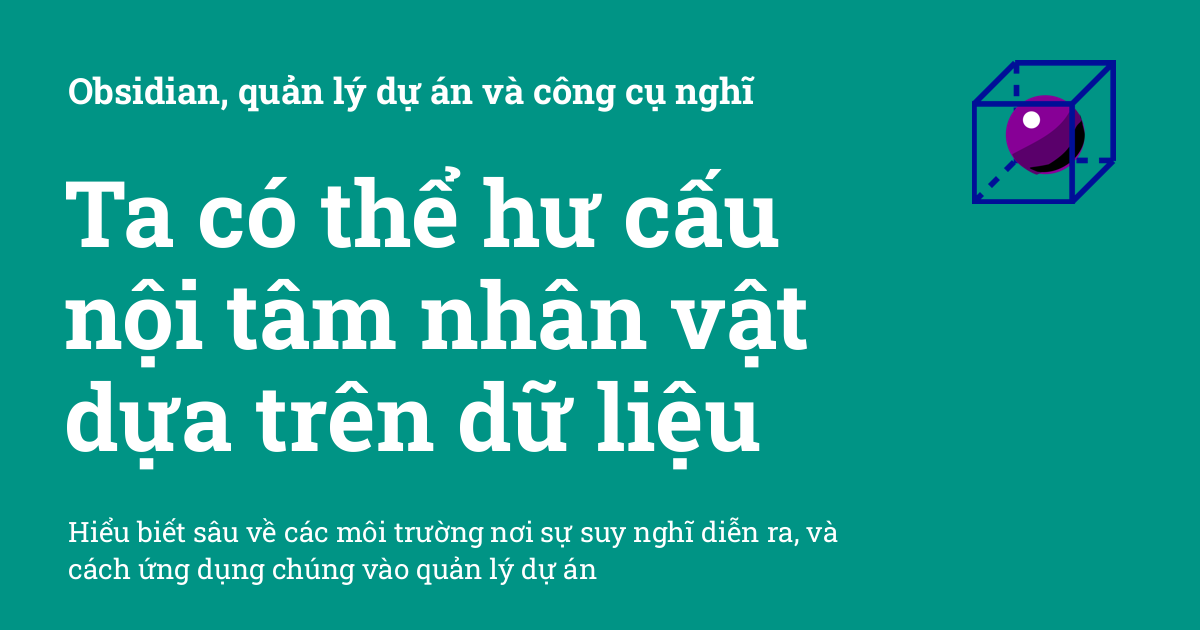 Obsidian, quản lý dự án và công cụ nghĩ
Ta có thể hư cấu
nội tâm nhân vật
dựa trên dữ liệu
Hiểu biết sâu về các môi trường nơi sự suy nghĩ diễn ra, và
cách ứng dụng chúng vào quản lý dự án